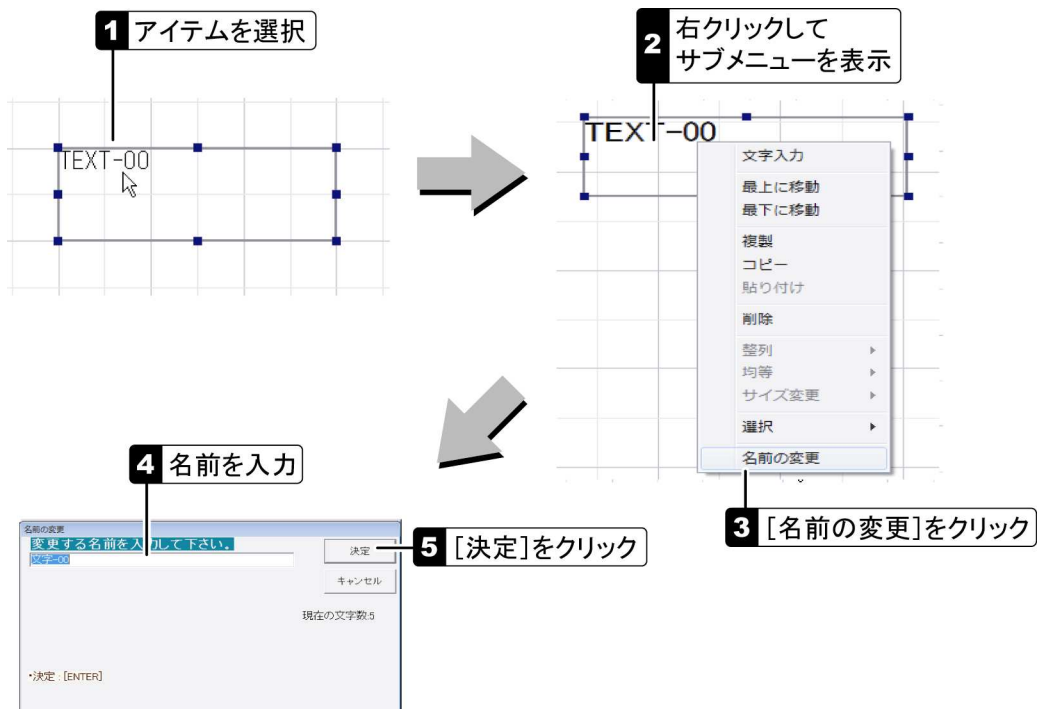 1 アイテムを選択
TEXT-00
2 右クリックして
サブメニューを表示
TEXT-00
文字入力
最上に移動
最下に移動
複製
コピー
貼り付け
削除
整列
均等
サイズ変更
選択
名前の変更
3 [名前の変更]をクリック
4 名前を入力
名前の変更
変更する名前を入力して下さい。
文字-00
決定
キャンセル
5 [決定]をクリック
現在の文字数:5
・決定 : [ENTER]